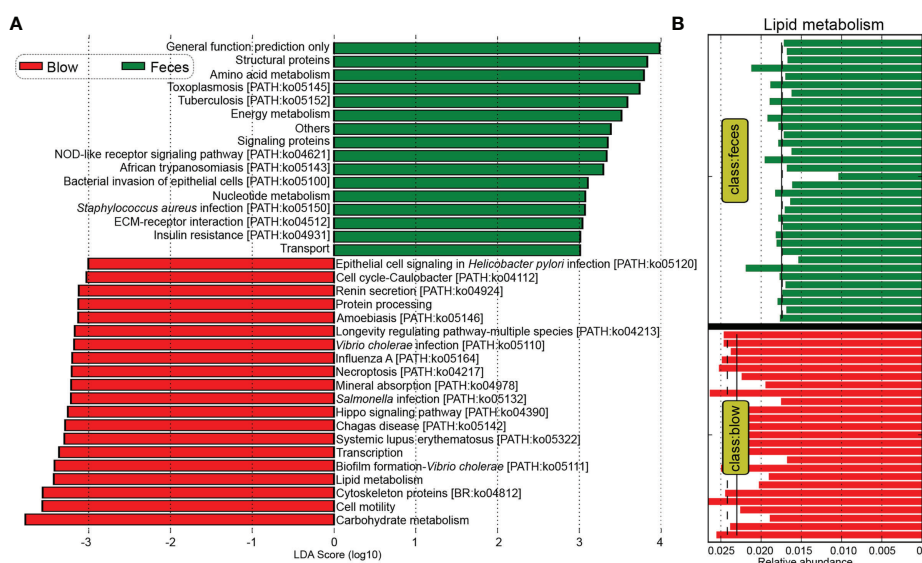 A
General function prediction only
Structural proteins
Amino acid metabolism
Toxoplasmosis [PATH:ko05145]
Tuberculosis [PATH:ko05152]
Energy metabolism
Others
Signaling proteins
NOD-like receptor signaling pathway [PATH:ko04621]
African trypanosomiasis [PATH:ko05143]
Bacterial invasion of epithelial cells [PATH:ko05100]
Nucleotide metabolism
Staphylococcus aureus infection [PATH:ko05150]
ECM-receptor interaction [PATH:ko04512]
Insulin resistance [PATH:ko04931]
Transport
Blow Feces
Epithelial cell signaling in Helicobacter pylori infection [PATH:ko05120]
Cell cycle-Caulobacter [PATH:ko04112]
Renin secretion [PATH:ko04924]
Protein processing
Amoebiasis [PATH:ko05146]
Longevity regulating pathway-multiple species [PATH:ko04213]
Vibrio cholerae infection [PATH:ko05110]
Influenza A [PATH:ko05164]
Necroptosis [PATH:ko04217]
Mineral absorption [PATH:ko04978]
Salmonella infection [PATH:ko05132]
Hippo signaling pathway [PATH:ko04390]
Chagas disease [PATH:ko05142]
Systemic lupus erythematosus [PATH:ko05322]
Transcription
Biofilm formation-Vibrio cholerae [PATH:ko05111]
Lipid metabolism
Cytoskeleton proteins [BR:ko04812]
Cell motility
Carbohydrate metabolism
-3 -2 -1 0 1 2 3 4
LDA Score (log10)
B
Lipid metabolism
class:feces
class:blow
0.025 0.020 0.015 0.010 0.005 0
Relative abundance